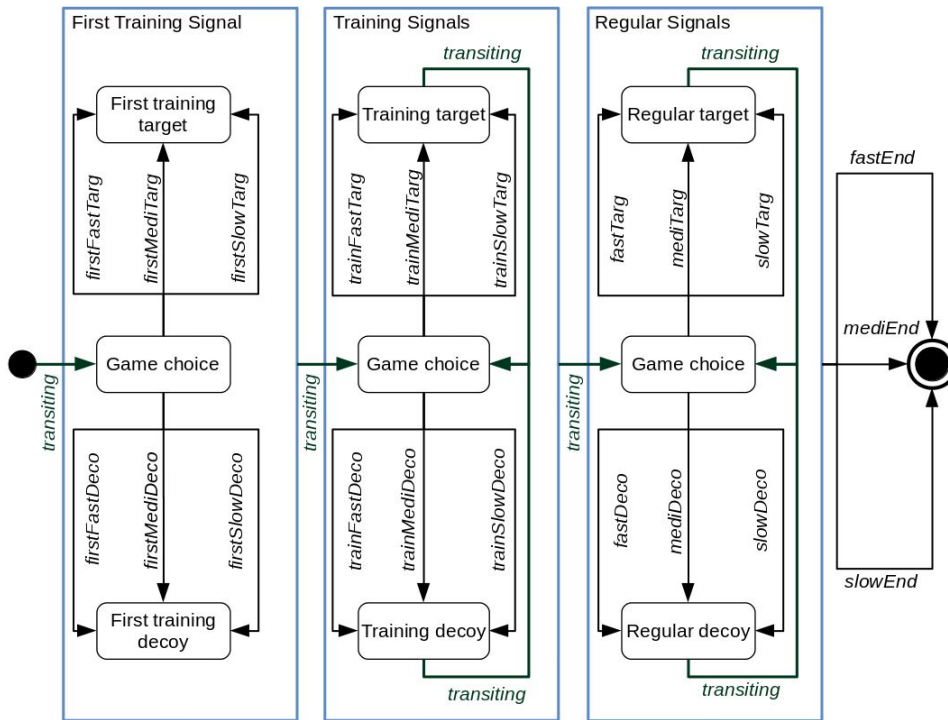 First Training Signal
Training Signals
Regular Signals
transiting
transiting
First training
target
Training target
Regular target
firstFastTarg
firstMediTarg
firstSlowTarg
trainFastTarg
trainMediTarg
trainSlowTarg
fastTarg
mediTarg
slowTarg
fastEnd
mediEnd
Game choice
Game choice
Game choice
transiting
transiting
transiting
firstFastDeco
firstMediDeco
firstSlowDeco
trainFastDeco
trainMediDeco
trainSlowDeco
fastDeco
mediDeco
slowDeco
slowEnd
First training
decoy
Training decoy
Regular decoy
transiting
transiting